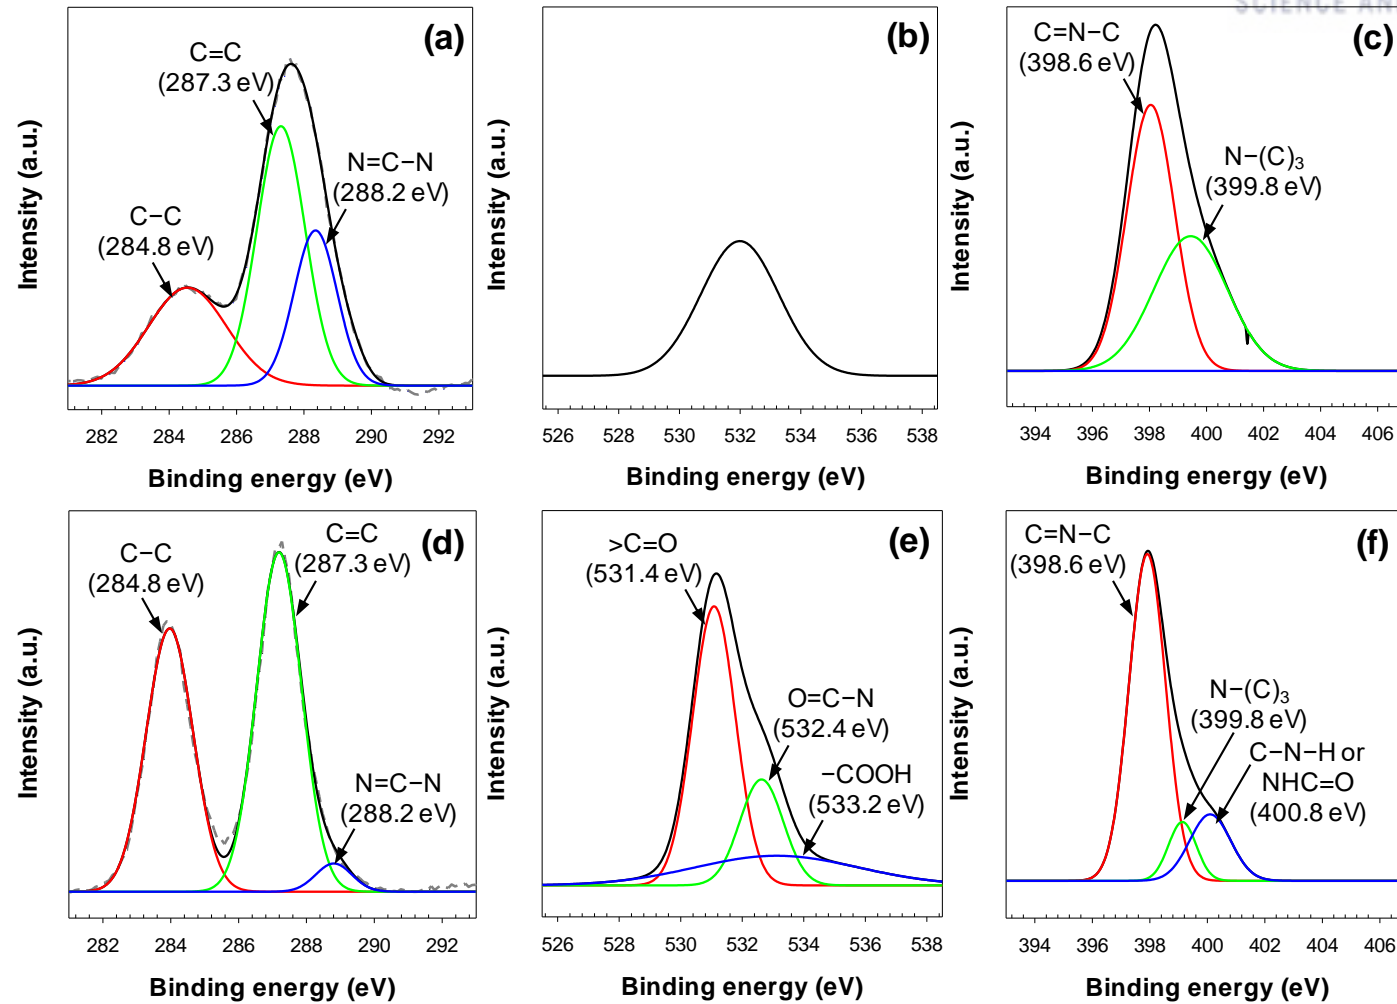 SCIENCE AN
(a)
C=C
(287.3 eV)
N=C−N
(288.2 eV)
C−C
(284.8 eV)
Intensity (a.u.)
282 284 286 288 290 292
Binding energy (eV)
(b)
Intensity (a.u.)
526 528 530 532 534 536 538
Binding energy (eV)
(c)
C=N−C
(398.6 eV)
N−(C)₃
(399.8 eV)
Intensity (a.u.)
394 396 398 400 402 404 406
Binding energy (eV)
(d)
C=C
(287.3 eV)
C−C
(284.8 eV)
N=C−N
(288.2 eV)
Intensity (a.u.)
282 284 286 288 290 292
Binding energy (eV)
(e)
>C=O
(531.4 eV)
O=C−N
(532.4 eV)
−COOH
(533.2 eV)
Intensity (a.u.)
526 528 530 532 534 536 538
Binding energy (eV)
(f)
C=N−C
(398.6 eV)
N−(C)₃
(399.8 eV)
C−N−H or
NHC=O
(400.8 eV)
Intensity (a.u.)
394 396 398 400 402 404 406
Binding energy (eV)